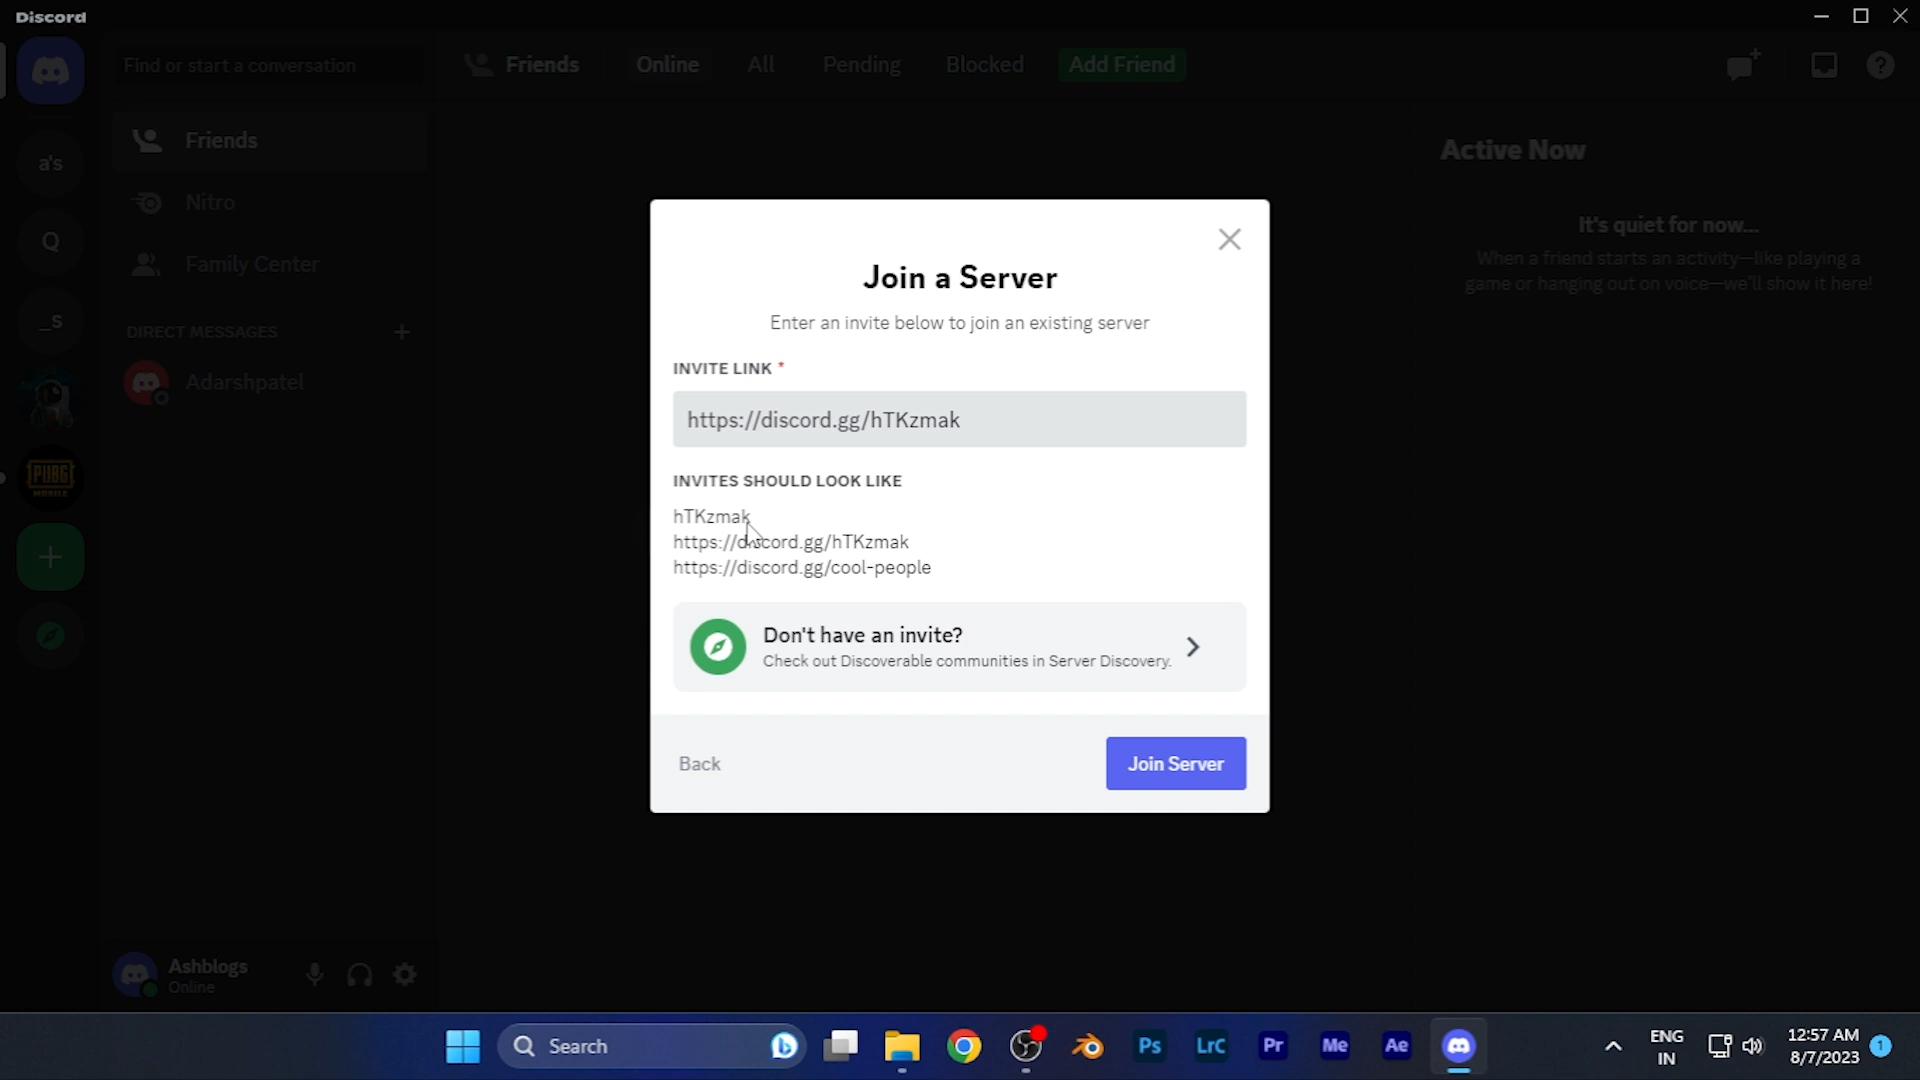 Discord
Find or start a conversation
Friends
Online
All
Pending
Blocked
Add Friend
a's
Friends
Active Now
Nitro
Q
It's quiet for now...
Family Center
When a friend starts an activity—like playing a
game or hanging out on voice—we'll show it here!
_s
DIRECT MESSAGES
Adarshpatel
PUBG
MOBILE
Join a Server
Enter an invite below to join an existing server
INVITE LINK *
https://discord.gg/hTKzmak
INVITES SHOULD LOOK LIKE
hTKzmak
https://discord.gg/hTKzmak
https://discord.gg/cool-people
Don't have an invite?
Check out Discoverable communities in Server Discovery.
Back
Join Server
Ashblogs
Online
Search
Ps
LrC
Pr
Me
Ae
ENG
IN
12:57 AM
8/7/2023
1